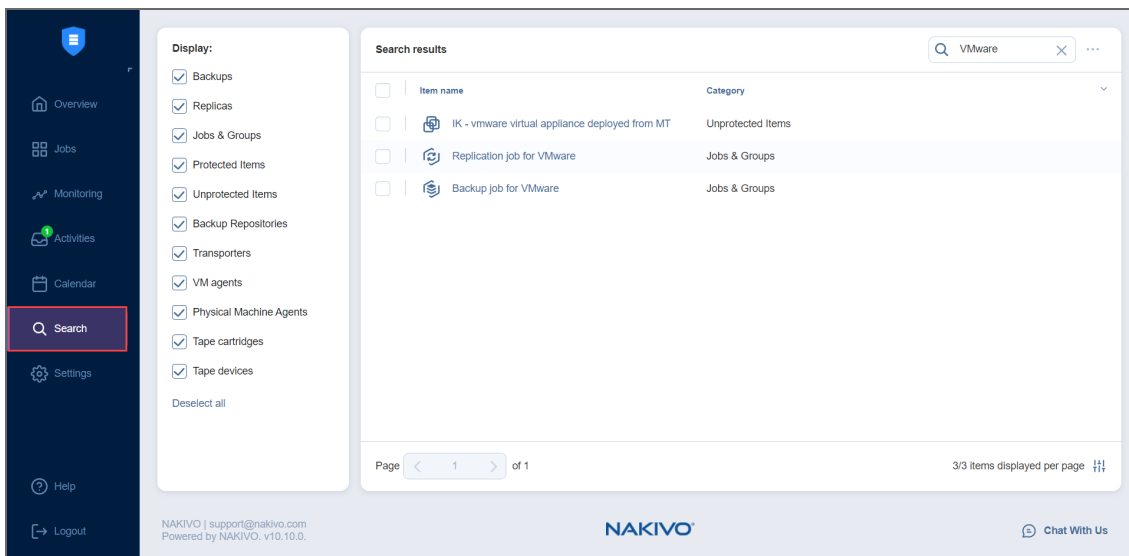 Overview
Jobs
Monitoring
1
Activities
Calendar
Search
Settings
Help
Logout
Display:
Backups
Replicas
Jobs & Groups
Protected Items
Unprotected Items
Backup Repositories
Transporters
VM agents
Physical Machine Agents
Tape cartridges
Tape devices
Deselect all
Search results
VMware
Item name Category
IK - vmware virtual appliance deployed from MT Unprotected Items
Replication job for VMware Jobs & Groups
Backup job for VMware Jobs & Groups
Page 1 of 1
3/3 items displayed per page
NAKIVO | support@nakivo.com
Powered by NAKIVO. v10.10.0.
NAKIVO®
Chat With Us